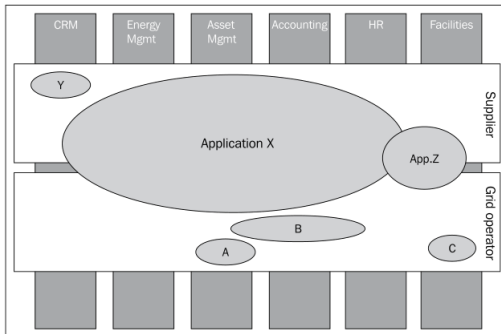 CRM
Energy
Mgmt
Asset
Mgmt
Accounting
HR
Facilities
Y
Application X
App.Z
Supplier
B
A
C
Grid operator